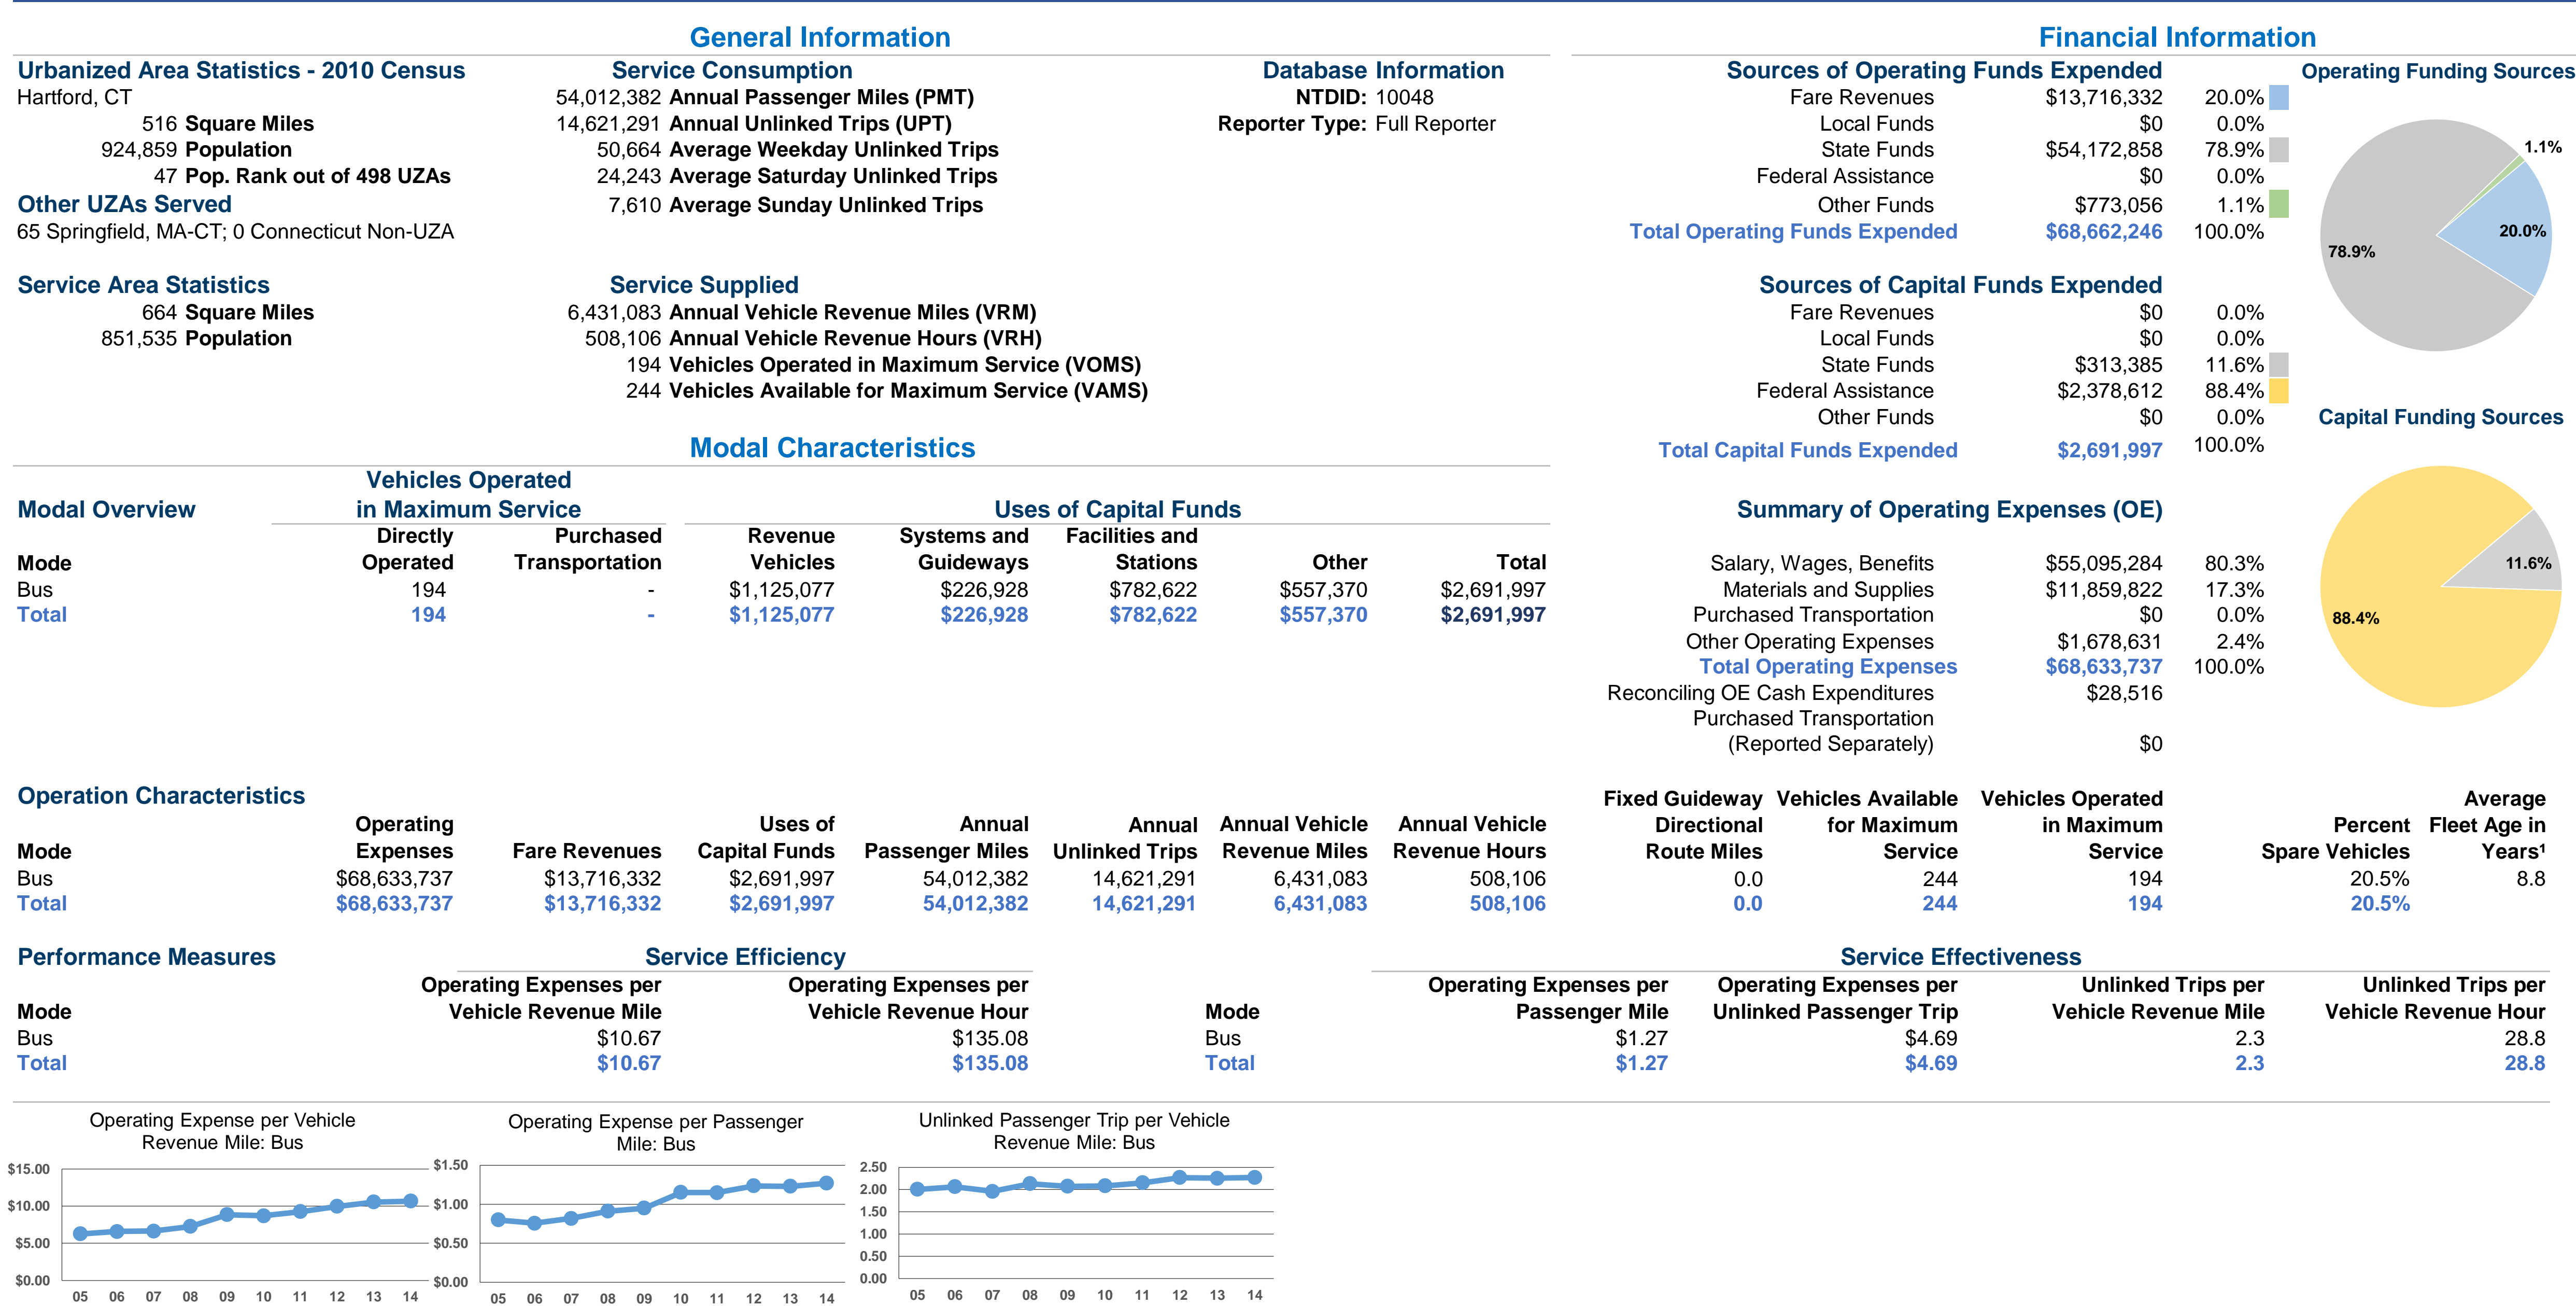 General Information
Urbanized Area Statistics - 2010 Census
Hartford, CT
516 Square Miles
924,859 Population
47 Pop. Rank out of 498 UZAs
Other UZAs Served
65 Springfield, MA-CT; 0 Connecticut Non-UZA
Service Area Statistics
664 Square Miles
851,535 Population
Service Consumption
54,012,382 Annual Passenger Miles (PMT)
14,621,291 Annual Unlinked Trips (UPT)
50,664 Average Weekday Unlinked Trips
24,243 Average Saturday Unlinked Trips
7,610 Average Sunday Unlinked Trips
Service Supplied
6,431,083 Annual Vehicle Revenue Miles (VRM)
508,106 Annual Vehicle Revenue Hours (VRH)
194 Vehicles Operated in Maximum Service (VOMS)
244 Vehicles Available for Maximum Service (VAMS)
Database Information
NTDID: 10048
Reporter Type: Full Reporter
Financial Information
Sources of Operating Funds Expended
Fare Revenues $13,716,332 20.0%
Local Funds $0 0.0%
State Funds $54,172,858 78.9%
Federal Assistance $0 0.0%
Other Funds $773,056 1.1%
Total Operating Funds Expended $68,662,246 100.0%
Sources of Capital Funds Expended
Fare Revenues $0 0.0%
Local Funds $0 0.0%
State Funds $313,385 11.6%
Federal Assistance $2,378,612 88.4%
Other Funds $0 0.0%
Total Capital Funds Expended $2,691,997 100.0%
Operating Funding Sources
1.1%
20.0%
78.9%
Capital Funding Sources
11.6%
88.4%
Summary of Operating Expenses (OE)
Salary, Wages, Benefits $55,095,284 80.3%
Materials and Supplies $11,859,822 17.3%
Purchased Transportation $0 0.0%
Other Operating Expenses $1,678,631 2.4%
Total Operating Expenses $68,633,737 100.0%
Reconciling OE Cash Expenditures $28,516
Purchased Transportation
(Reported Separately) $0
Modal Characteristics
Vehicles Operated
Modal Overview in Maximum Service Uses of Capital Funds
Directly Purchased Revenue Systems and Facilities and
Mode Operated Transportation Vehicles Guideways Stations Other Total
Bus 194 - $1,125,077 $226,928 $782,622 $557,370 $2,691,997
Total 194 - $1,125,077 $226,928 $782,622 $557,370 $2,691,997
Operation Characteristics
Fixed Guideway Vehicles Available Vehicles Operated Average
Operating Uses of Annual Annual Annual Vehicle Annual Vehicle Directional for Maximum in Maximum Percent Fleet Age in
Mode Expenses Fare Revenues Capital Funds Passenger Miles Unlinked Trips Revenue Miles Revenue Hours Route Miles Service Service Spare Vehicles Years¹
Bus $68,633,737 $13,716,332 $2,691,997 54,012,382 14,621,291 6,431,083 508,106 0.0 244 194 20.5% 8.8
Total $68,633,737 $13,716,332 $2,691,997 54,012,382 14,621,291 6,431,083 508,106 0.0 244 194 20.5%
Performance Measures Service Efficiency Service Effectiveness
Operating Expenses per Operating Expenses per Operating Expenses per Operating Expenses per Unlinked Trips per Unlinked Trips per
Mode Vehicle Revenue Mile Vehicle Revenue Hour Mode Passenger Mile Unlinked Passenger Trip Vehicle Revenue Mile Vehicle Revenue Hour
Bus $10.67 $135.08 Bus $1.27 $4.69 2.3 28.8
Total $10.67 $135.08 Total $1.27 $4.69 2.3 28.8
Operating Expense per Vehicle
Revenue Mile: Bus
$15.00
$10.00
$5.00
$0.00
05 06 07 08 09 10 11 12 13 14
Operating Expense per Passenger
Mile: Bus
$1.50
$1.00
$0.50
$0.00
05 06 07 08 09 10 11 12 13 14
Unlinked Passenger Trip per Vehicle
Revenue Mile: Bus
2.50
2.00
1.50
1.00
0.50
0.00
05 06 07 08 09 10 11 12 13 14